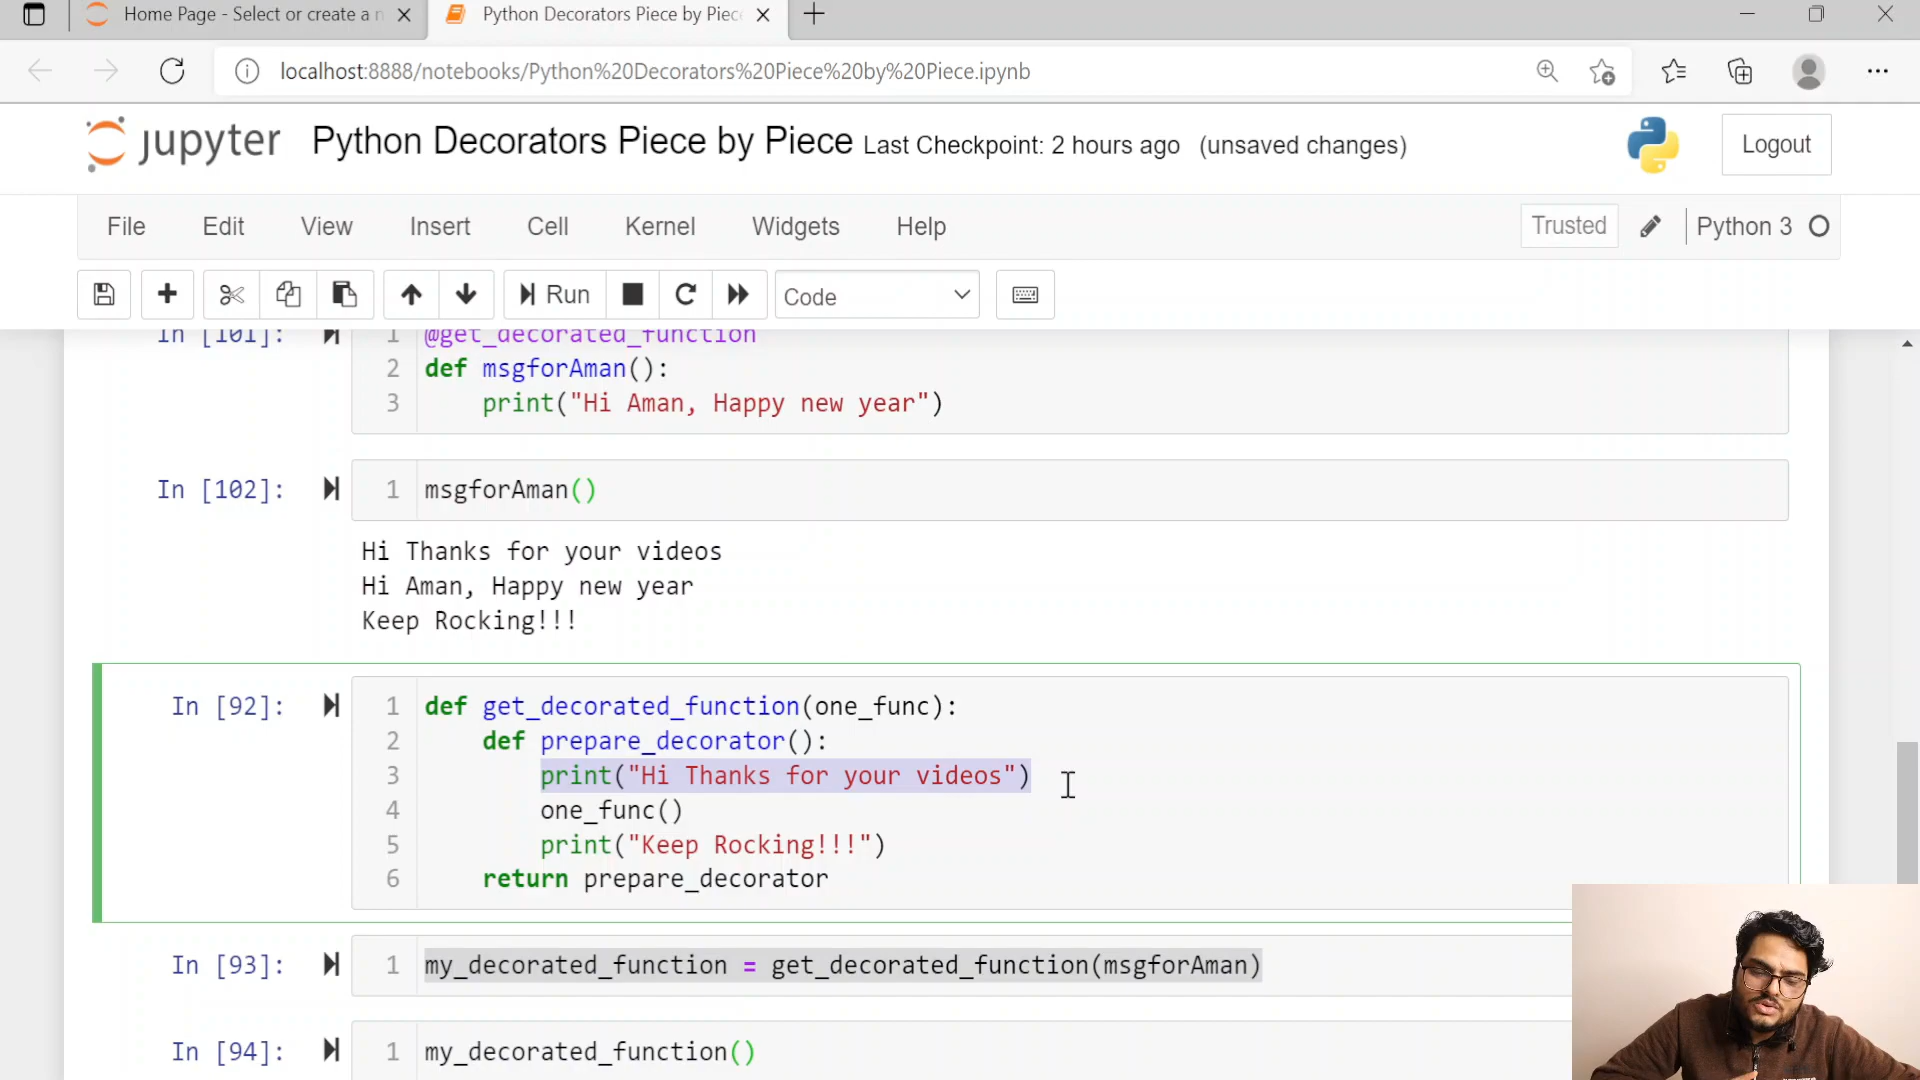 Home Page - Select or create a n
Python Decorators Piece by Piec
localhost:8888/notebooks/Python%20Decorators%20Piece%20by%20Piece.ipynb
jupyter Python Decorators Piece by Piece Last Checkpoint: 2 hours ago (unsaved changes)
Logout
File Edit View Insert Cell Kernel Widgets Help
Trusted
Python 3
Run
Code
In [101]:
1 @get_decorated_function
2 def msgforAman():
3 print("Hi Aman, Happy new year")
In [102]:
1 msgforAman()
Hi Thanks for your videos
Hi Aman, Happy new year
Keep Rocking!!!
In [92]:
1 def get_decorated_function(one_func):
2 def prepare_decorator():
3 print("Hi Thanks for your videos")
4 one_func()
5 print("Keep Rocking!!!")
6 return prepare_decorator
In [93]:
1 my_decorated_function = get_decorated_function(msgforAman)
In [94]:
1 my_decorated_function()